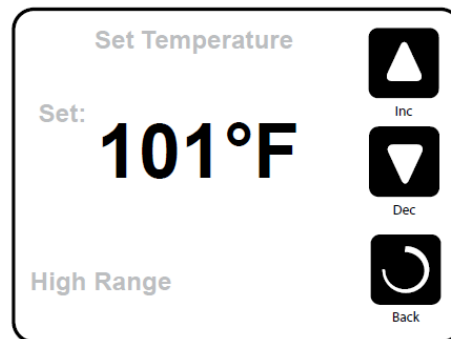 Set Temperature
Inc
Set:
101°F
Dec
High Range
Back